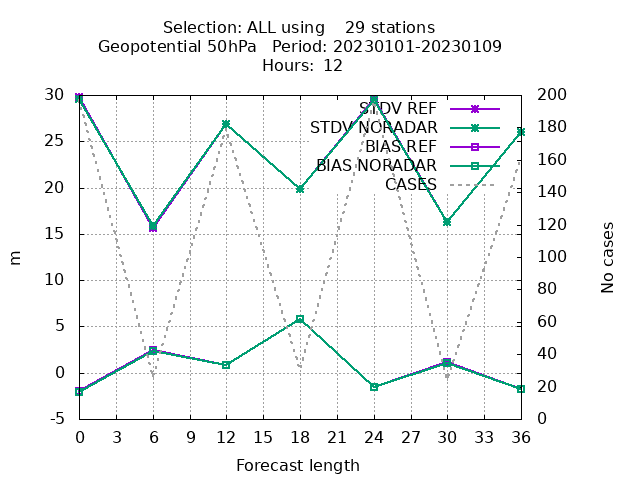 Selection: ALL using    29 stations
Geopotential 50hPa   Period: 20230101-20230109
Hours:  12
30 200
STDV REF
STDV NORADAR
BIAS REF
BIAS NORADAR
CASES
25 180
20 160
15 140
10 120
5 100
0 80
-5 60
40
20
0
m
No cases
0 3 6 9 12 15 18 21 24 27 30 33 36
Forecast length